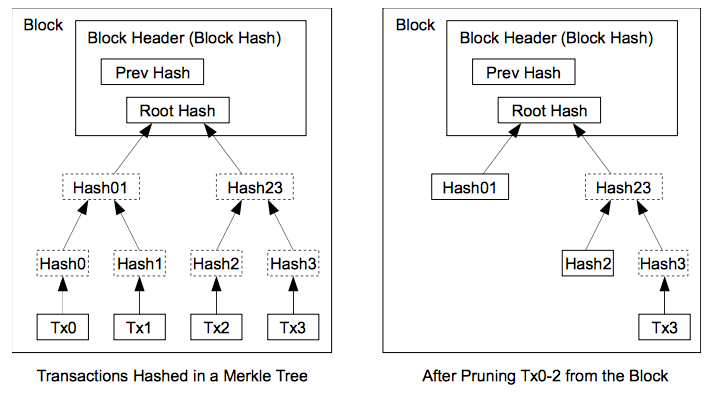 Block
Block Header (Block Hash)
Prev Hash
Root Hash
Hash01
Hash23
Hash0
Hash1
Hash2
Hash3
Tx0
Tx1
Tx2
Tx3
Transactions Hashed in a Merkle Tree
Block
Block Header (Block Hash)
Prev Hash
Root Hash
Hash01
Hash23
Hash2
Hash3
Tx3
After Pruning Tx0-2 from the Block